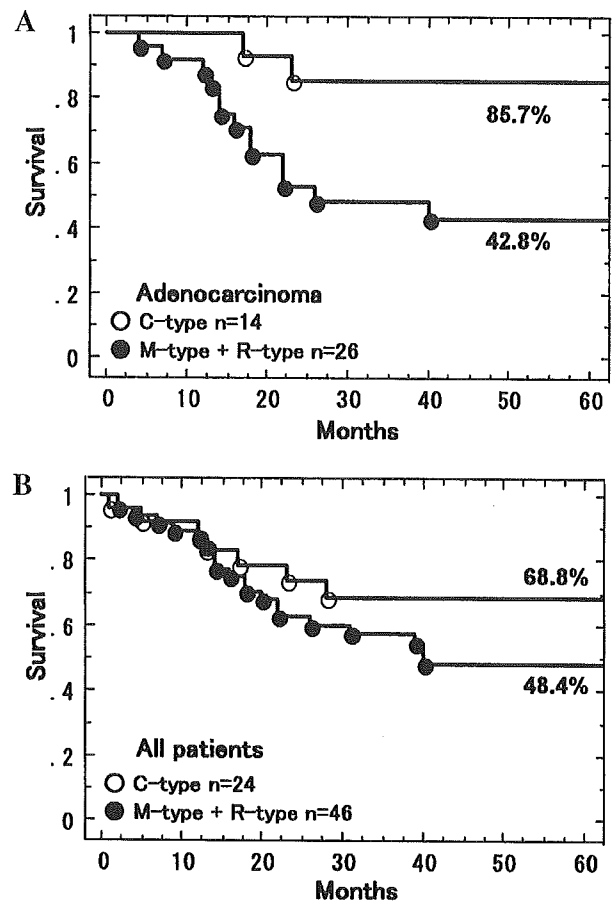 A
Survival
1
.8
.6
.4
.2
0
85.7%
42.8%
Adenocarcinoma
C-type n=14
M-type + R-type n=26
0 10 20 30 40 50 60
Months
B
Survival
1
.8
.6
.4
.2
0
68.8%
48.4%
All patients
C-type n=24
M-type + R-type n=46
0 10 20 30 40 50 60
Months